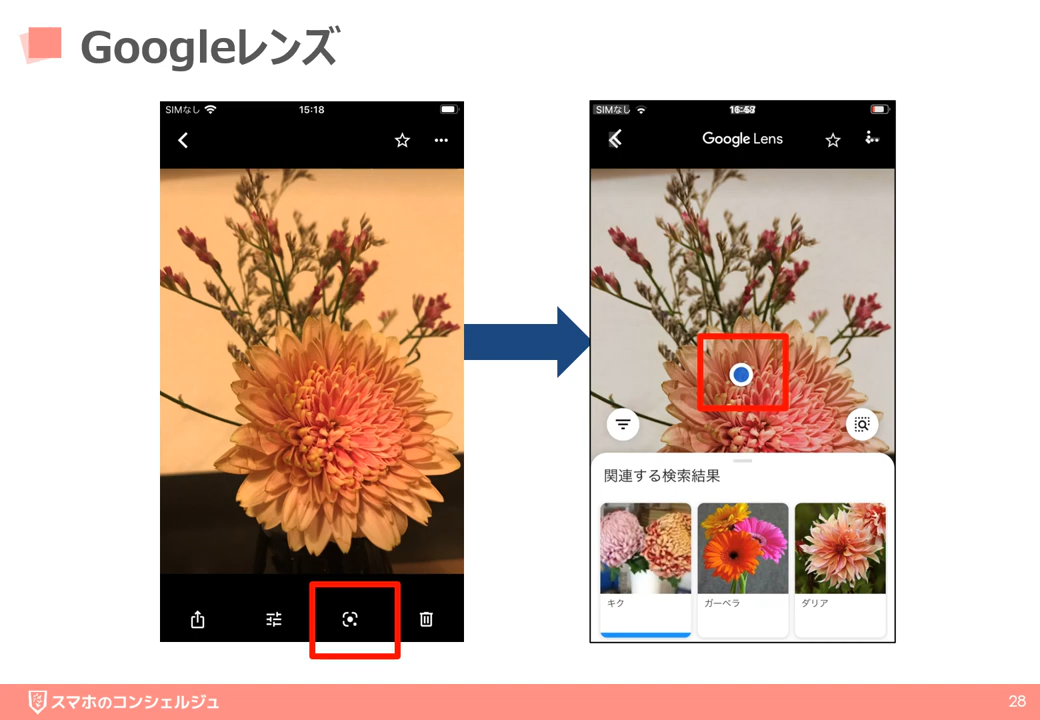 Googleレンズ
SIMなし
15:18
SIMなし
Google Lens
関連する検索結果
キク
ガーベラ
ダリア
スマホのコンシェルジュ
28